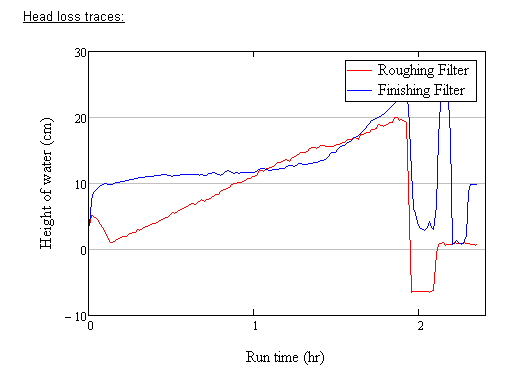 Head loss traces:
30
Roughing Filter
Finishing Filter
20
10
0
– 10
0
1
2
Height of water (cm)
Run time (hr)